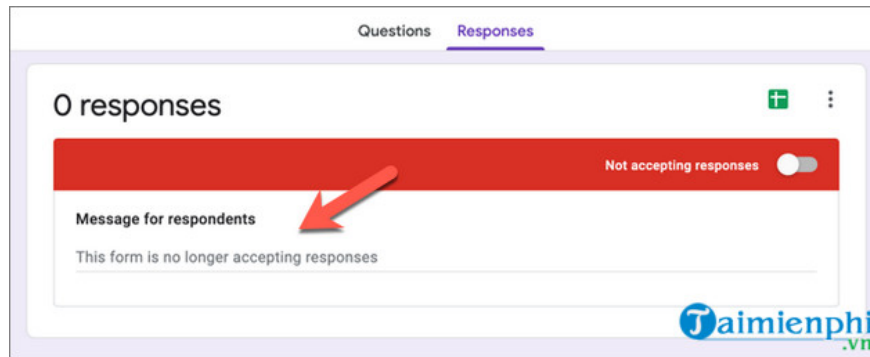 Questions Responses
0 responses
Not accepting responses
Message for respondents
This form is no longer accepting responses
Taimienphi
.vn